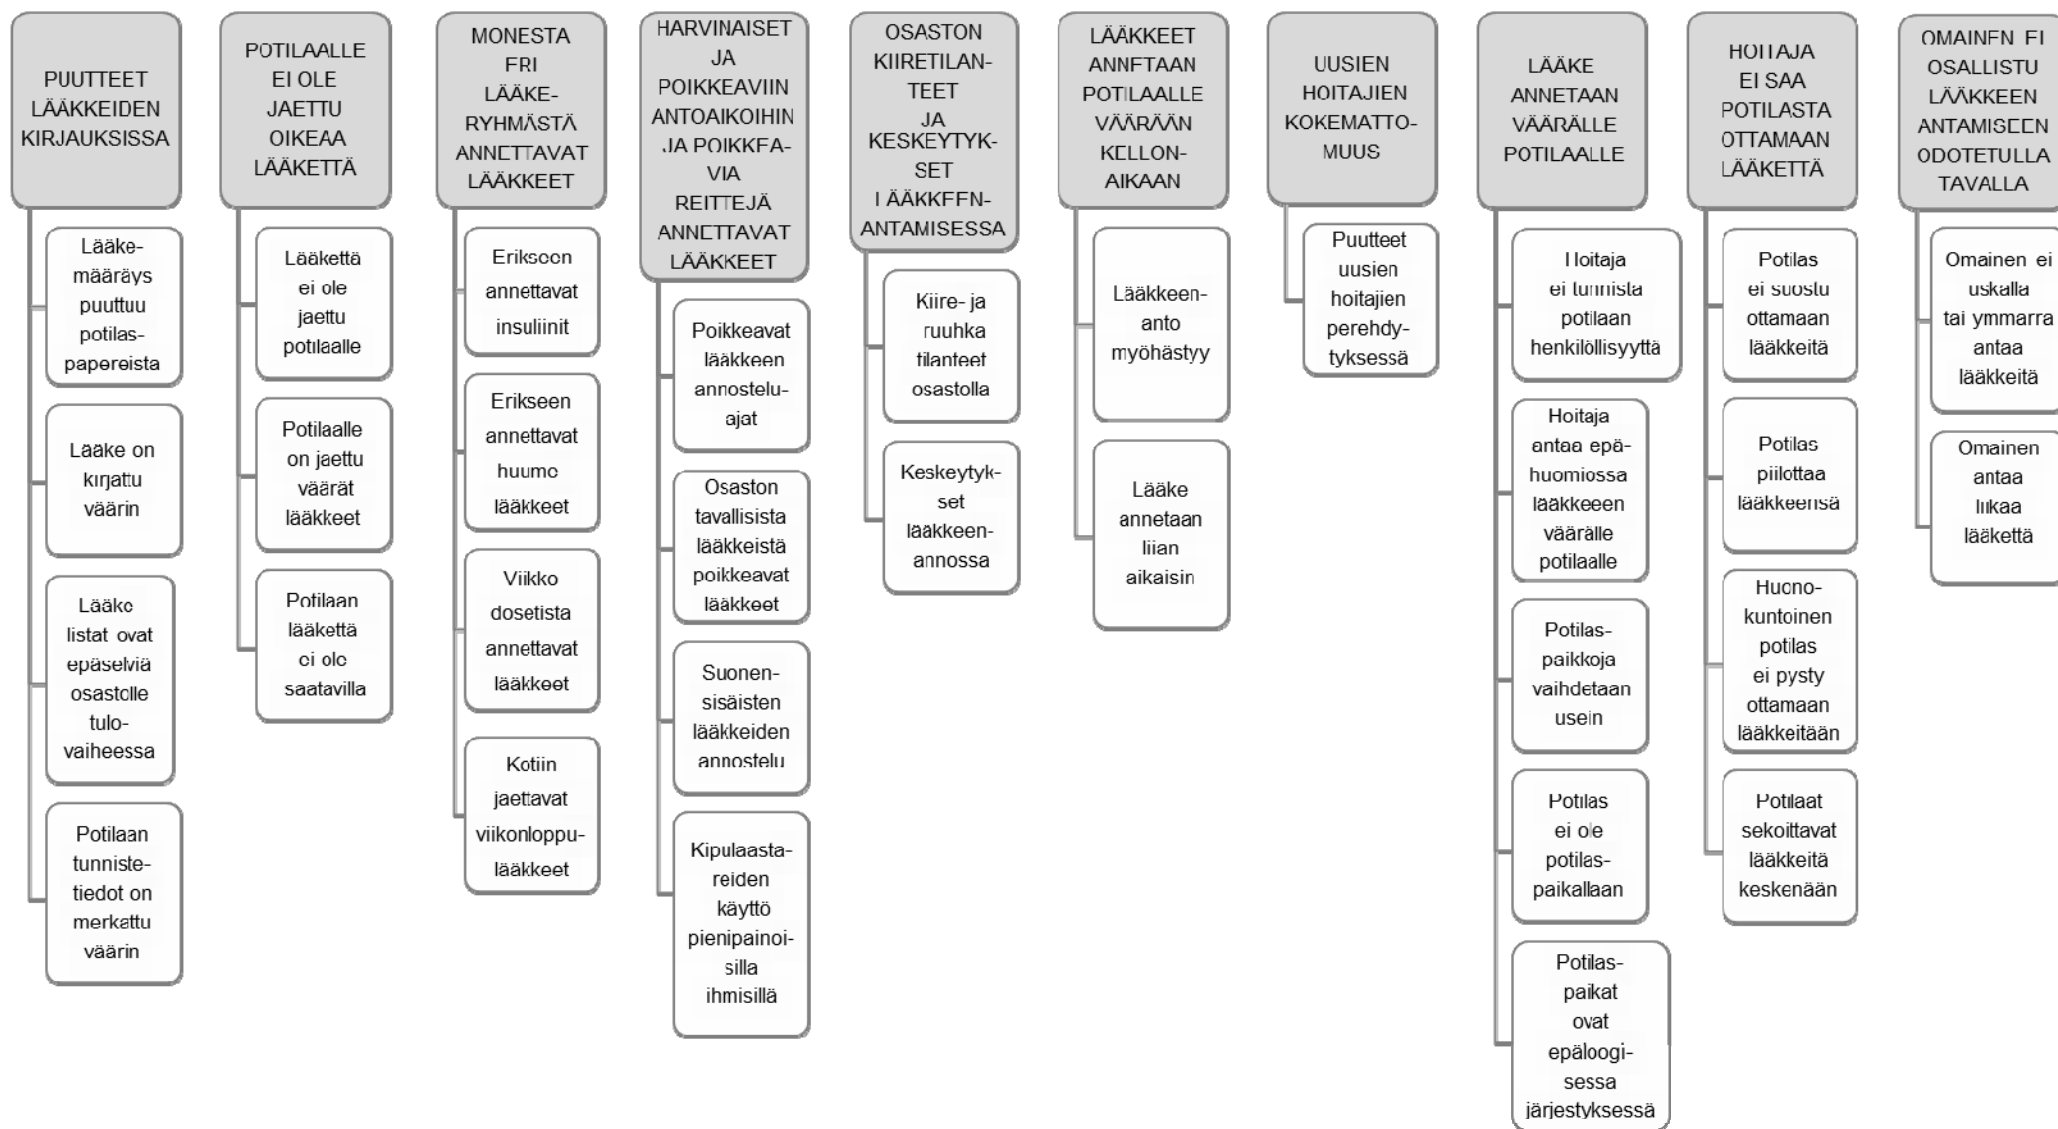 PUUTTEET
LÄÄKKEIDEN
KIRJAUKSISSA
Lääke-
määräys
puuttuu
potilas-
papereista
Lääke on
kirjattu
väärin
Lääke
listat ovat
epäselviä
osastolle
tulo-
vaiheessa
Potilaan
tunniste-
tiedot on
merkattu
väärin
POTILAALLE
EI OLE
JAETTU
OIKEAA
LÄÄKETTÄ
Lääkettä
ei ole
jaettu
potilaalle
Potilaalle
on jaettu
väärät
lääkkeet
Potilaan
lääkettä
ei ole
saatavilla
MONESTA
ERI
LÄÄKE-
RYHMÄSTÄ
ANNETTAVAT
LÄÄKKEET
Erikseen
annettavat
insuliinit
Erikseen
annettavat
huume
lääkkeet
Viikko
dosetista
annettavat
lääkkeet
Kotiin
jaettavat
viikonloppu-
lääkkeet
HARVINAISET
JA
POIKKEAVIIN
ANTOAIKOIHIN
JA POIKKEA-
VIA
REITTEJÄ
ANNETTAVAT
LÄÄKKEET
Poikkeavat
lääkkeen
annostelu-
ajat
Osaston
tavallisista
lääkkeistä
poikkeavat
lääkkeet
Suonen-
sisäisten
lääkkeiden
annostelu
Kipulaasta-
reiden
käyttö
pienipainoi-
silla
ihmisillä
OSASTON
KIIRETILAN-
TEET
JA
KESKEYTYK-
SET
LÄÄKKEEN-
ANTAMISESSA
Kiire- ja
ruuhka
tilanteet
osastolla
Keskeytyk-
set
lääkkeen-
annossa
LÄÄKKEET
ANNETAAN
POTILAALLE
VÄÄRÄÄN
KELLON-
AIKAAN
Lääkkeen-
anto
myöhästyy
Lääke
annetaan
liian
aikaisin
UUSIEN
HOITAJIEN
KOKEMATTO-
MUUS
Puutteet
uusien
hoitajien
perehdy-
tyksessä
LÄÄKE
ANNETAAN
VÄÄRÄLLE
POTILAALLE
Hoitaja
ei tunnista
potilaan
henkilöllisyyttä
Hoitaja
antaa epä-
huomiossa
lääkkeeen
väärälle
potilaalle
Potilas-
paikkoja
vaihdetaan
usein
Potilas
ei ole
potilas-
paikallaan
Potilas-
paikat
ovat
epäloogi-
sessa
järjestyksessä
HOITAJA
EI SAA
POTILASTA
OTTAMAAN
LÄÄKETTÄ
Potilas
ei suostu
ottamaan
lääkkeitä
Potilas
piilottaa
lääkkeensä
Huono-
kuntoinen
potilas
ei pysty
ottamaan
lääkkeitään
Potilaat
sekoittavat
lääkkeitä
keskenään
OMAINEN EI
OSALLISTU
LÄÄKKEEN
ANTAMISEEN
ODOTETULLA
TAVALLA
Omainen ei
uskalla
tai ymmarra
antaa
lääkkeitä
Omainen
antaa
liikaa
lääkettä